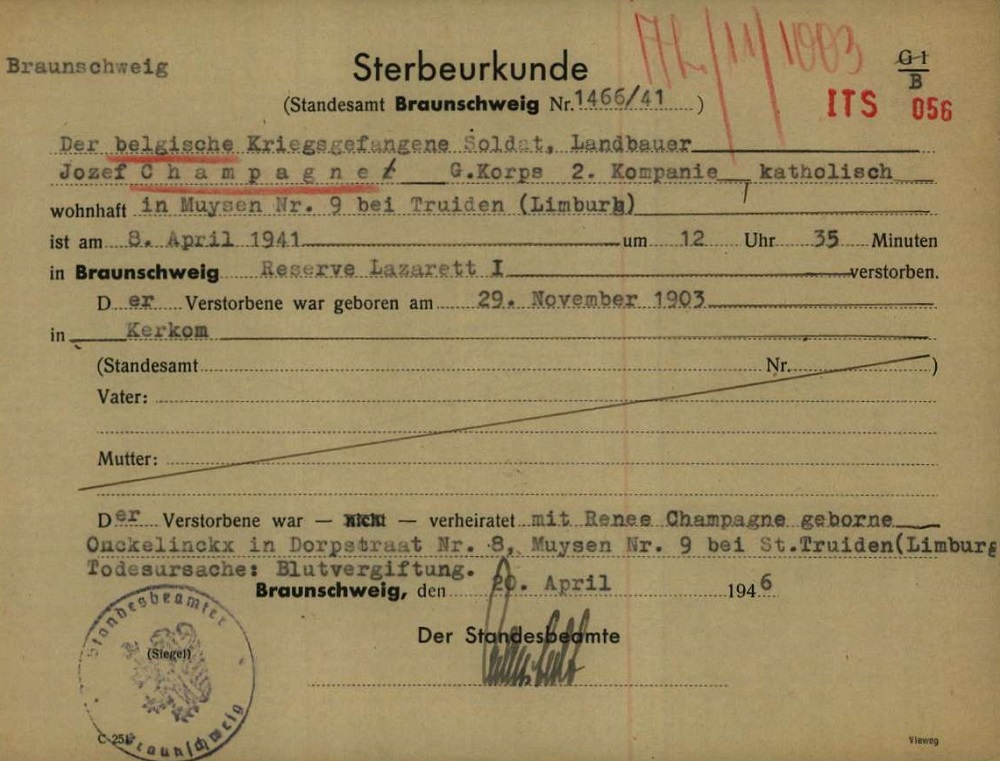 Braunschweig
Sterbeurkunde
G 1
B
(Standesamt Braunschweig Nr. 1466/41)
ITS 056
Der belgische Kriegsgefangene Soldat, Landbauer
Jozef Champagne G.Korps 2. Kompanie katholisch
wohnhaft in Muysen Nr. 9 bei Truiden (Limburh)
ist am 8. April 1941 um 12 Uhr 35 Minuten
in Braunschweig Reserve Lazarett I verstorben.
Der Verstorbene war geboren am 29. November 1903
in Kerkom
(Standesamt Nr. )
Vater:
Mutter:
Der Verstorbene war — nicht — verheiratet mit Renee Champagne geborne
Onckelinckx in Dorpstraat Nr. 8, Muysen Nr. 9 bei St.Truiden(Limburg
Todesursache: Blutvergiftung.
Braunschweig, den 20. April 1946
Der Standesbeamte
Standesbeamter
(Siegel)
Braunschweig
C 251
Vieweg